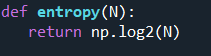 def entropy(N):
    return np.log2(N)